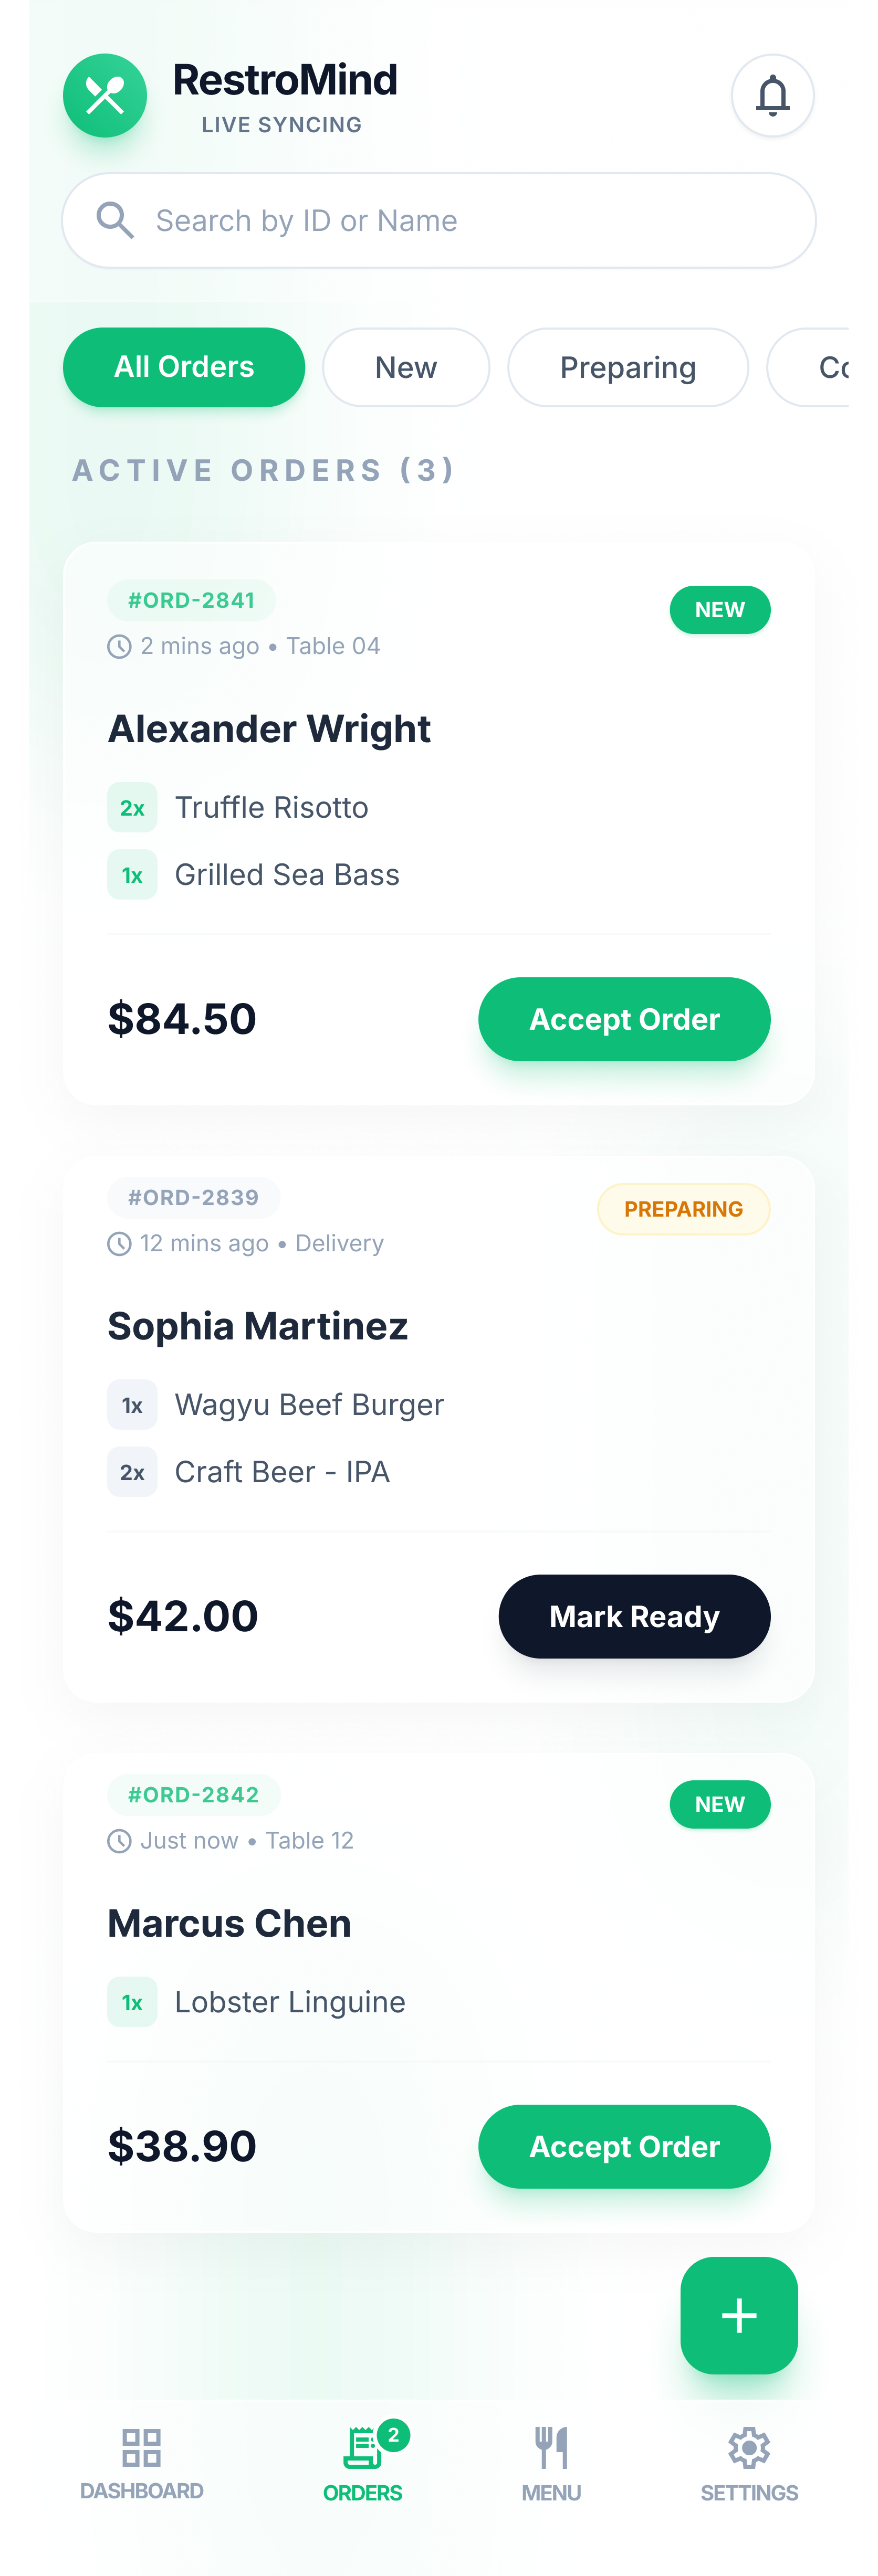 RestroMind
LIVE SYNCING
Search by ID or Name
All Orders
New
Preparing
Co
ACTIVE ORDERS (3)
#ORD-2841
NEW
2 mins ago • Table 04
Alexander Wright
2x Truffle Risotto
1x Grilled Sea Bass
$84.50
Accept Order
#ORD-2839
PREPARING
12 mins ago • Delivery
Sophia Martinez
1x Wagyu Beef Burger
2x Craft Beer - IPA
$42.00
Mark Ready
#ORD-2842
NEW
Just now • Table 12
Marcus Chen
1x Lobster Linguine
$38.90
Accept Order
2
DASHBOARD
ORDERS
MENU
SETTINGS